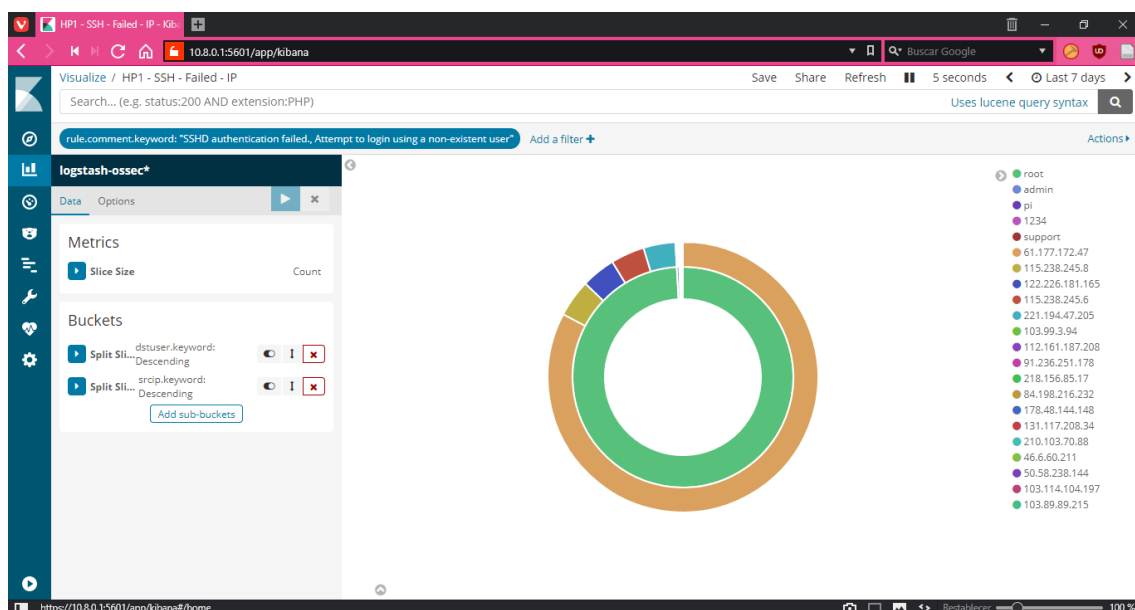 HP1 - SSH - Failed - IP - Kib
10.8.0.1:5601/app/kibana
Buscar Google
Visualize / HP1 - SSH - Failed - IP
Save Share Refresh 5 seconds Last 7 days
Search... (e.g. status:200 AND extension:PHP)
Uses lucene query syntax
rule.comment.keyword: "SSHD authentication failed., Attempt to login using a non-existent user"
Add a filter
Actions
logstash-ossec*
Data Options
Metrics
Slice Size Count
Buckets
Split Sli... dstuser.keyword: Descending
Split Sli... srcip.keyword: Descending
Add sub-buckets
root
admin
pi
1234
support
61.177.172.47
115.238.245.8
122.226.181.165
115.238.245.6
221.194.47.205
103.99.3.94
112.161.187.208
91.236.251.178
218.156.85.17
84.198.216.232
178.48.144.148
131.117.208.34
210.103.70.88
46.6.60.211
50.58.238.144
103.114.104.197
103.89.89.215
https://10.8.0.1:5601/app/kibana#/home
Restablecer
100 %